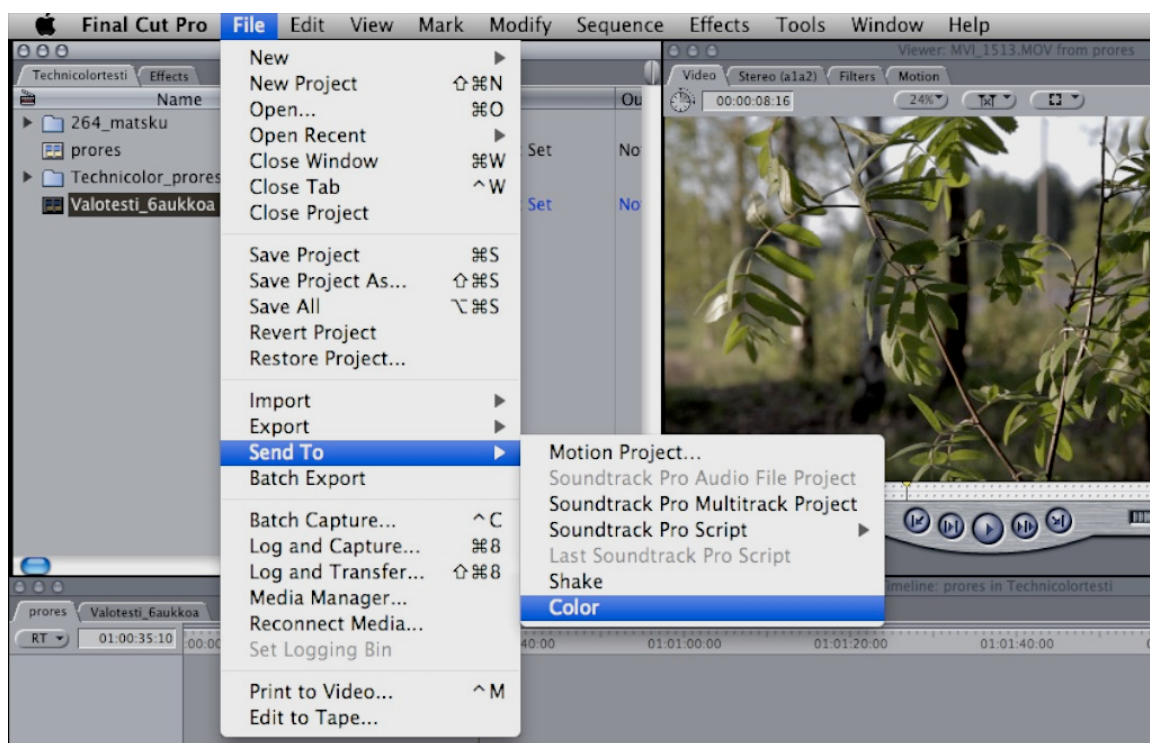 Final Cut Pro File Edit View Mark Modify Sequence Effects Tools Window Help
Technicolortesti Effects
Name
Ou
264_matsku
prores
Set
No
Technicolor_prores
Valotesti_6aukkoa
Set
No
New
New Project ⇧⌘N
Open... ⌘O
Open Recent
Close Window ⌘W
Close Tab ^W
Close Project
Save Project ⌘S
Save Project As... ⇧⌘S
Save All ⌥⌘S
Revert Project
Restore Project...
Import
Export
Send To
Batch Export
Batch Capture... ^C
Log and Capture... ⌘8
Log and Transfer... ⇧⌘8
Media Manager...
Reconnect Media...
Set Logging Bin
Print to Video... ^M
Edit to Tape...
Motion Project...
Soundtrack Pro Audio File Project
Soundtrack Pro Multitrack Project
Soundtrack Pro Script
Last Soundtrack Pro Script
Shake
Color
Viewer: MVI_1513.MOV from prores
Video Stereo (a1a2) Filters Motion
00:00:08:16 24%
Timeline: prores in Technicolortesti
prores Valotesti_6aukkoa
RT 01:00:35:10 :00:00 40:00 01:01:00:00 01:01:20:00 01:01:40:00